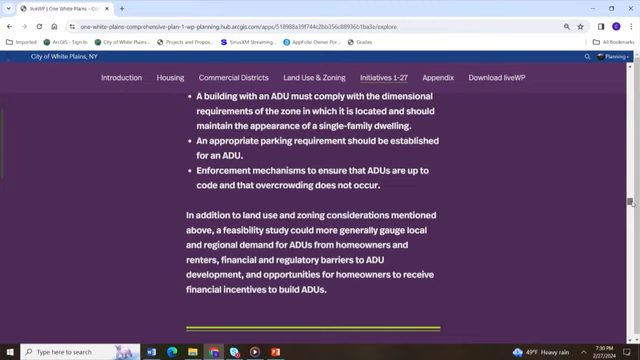 liveWP | One White Plains Com
one-white-plains-comprehensive-plan-1-wp-planning.hub.arcgis.com/apps/518988a3f9f744c2bb356c88936b1ba3e/explore
Imported
ArcGIS - Sign In
City of White Plains,
Projects and Propo...
SiriusXM Streaming...
AppFolio Owner Por...
Grades
All Bookmarks
City of White Plains, NY
Planning
Introduction
Housing
Commercial Districts
Land Use & Zoning
Initiatives 1-27
Appendix
Download liveWP
• A building with an ADU must comply with the dimensional
requirements of the zone in which it is located and should
maintain the appearance of a single-family dwelling.
• An appropriate parking requirement should be established
for an ADU.
• Enforcement mechanisms to ensure that ADUs are up to
code and that overcrowding does not occur.
In addition to land use and zoning considerations mentioned
above, a feasibility study could more generally gauge local
and regional demand for ADUs from homeowners and
renters, financial and regulatory barriers to ADU
development, and opportunities for homeowners to receive
financial incentives to build ADUs.
Type here to search
49°F Heavy rain
7:30 PM
2/27/2024